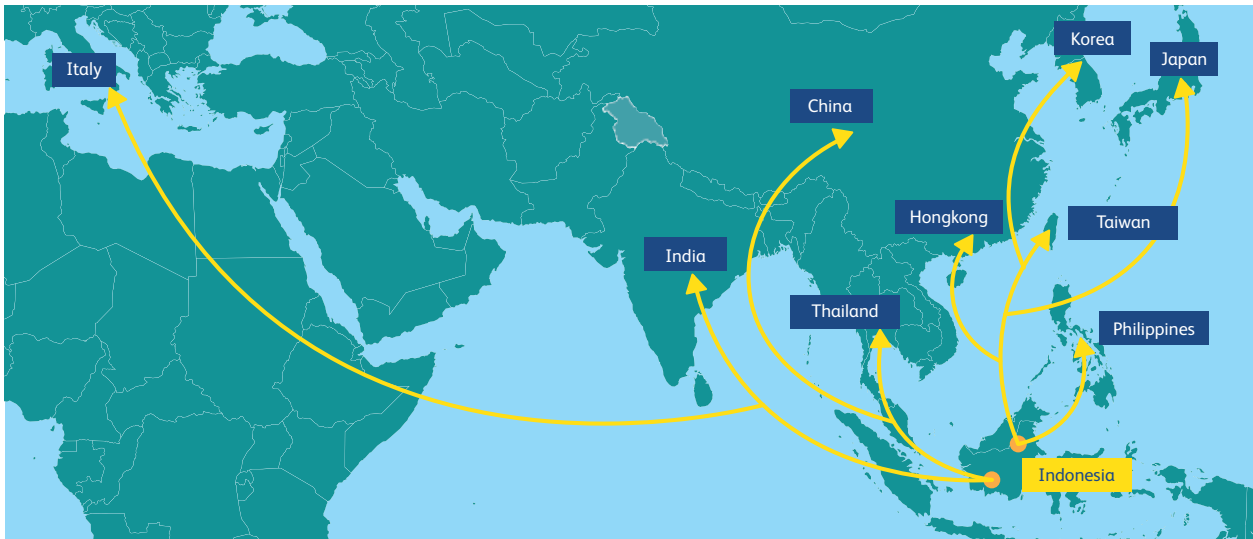 Korea
Japan
Italy
China
Hongkong
Taiwan
India
Thailand
Philippines
Indonesia